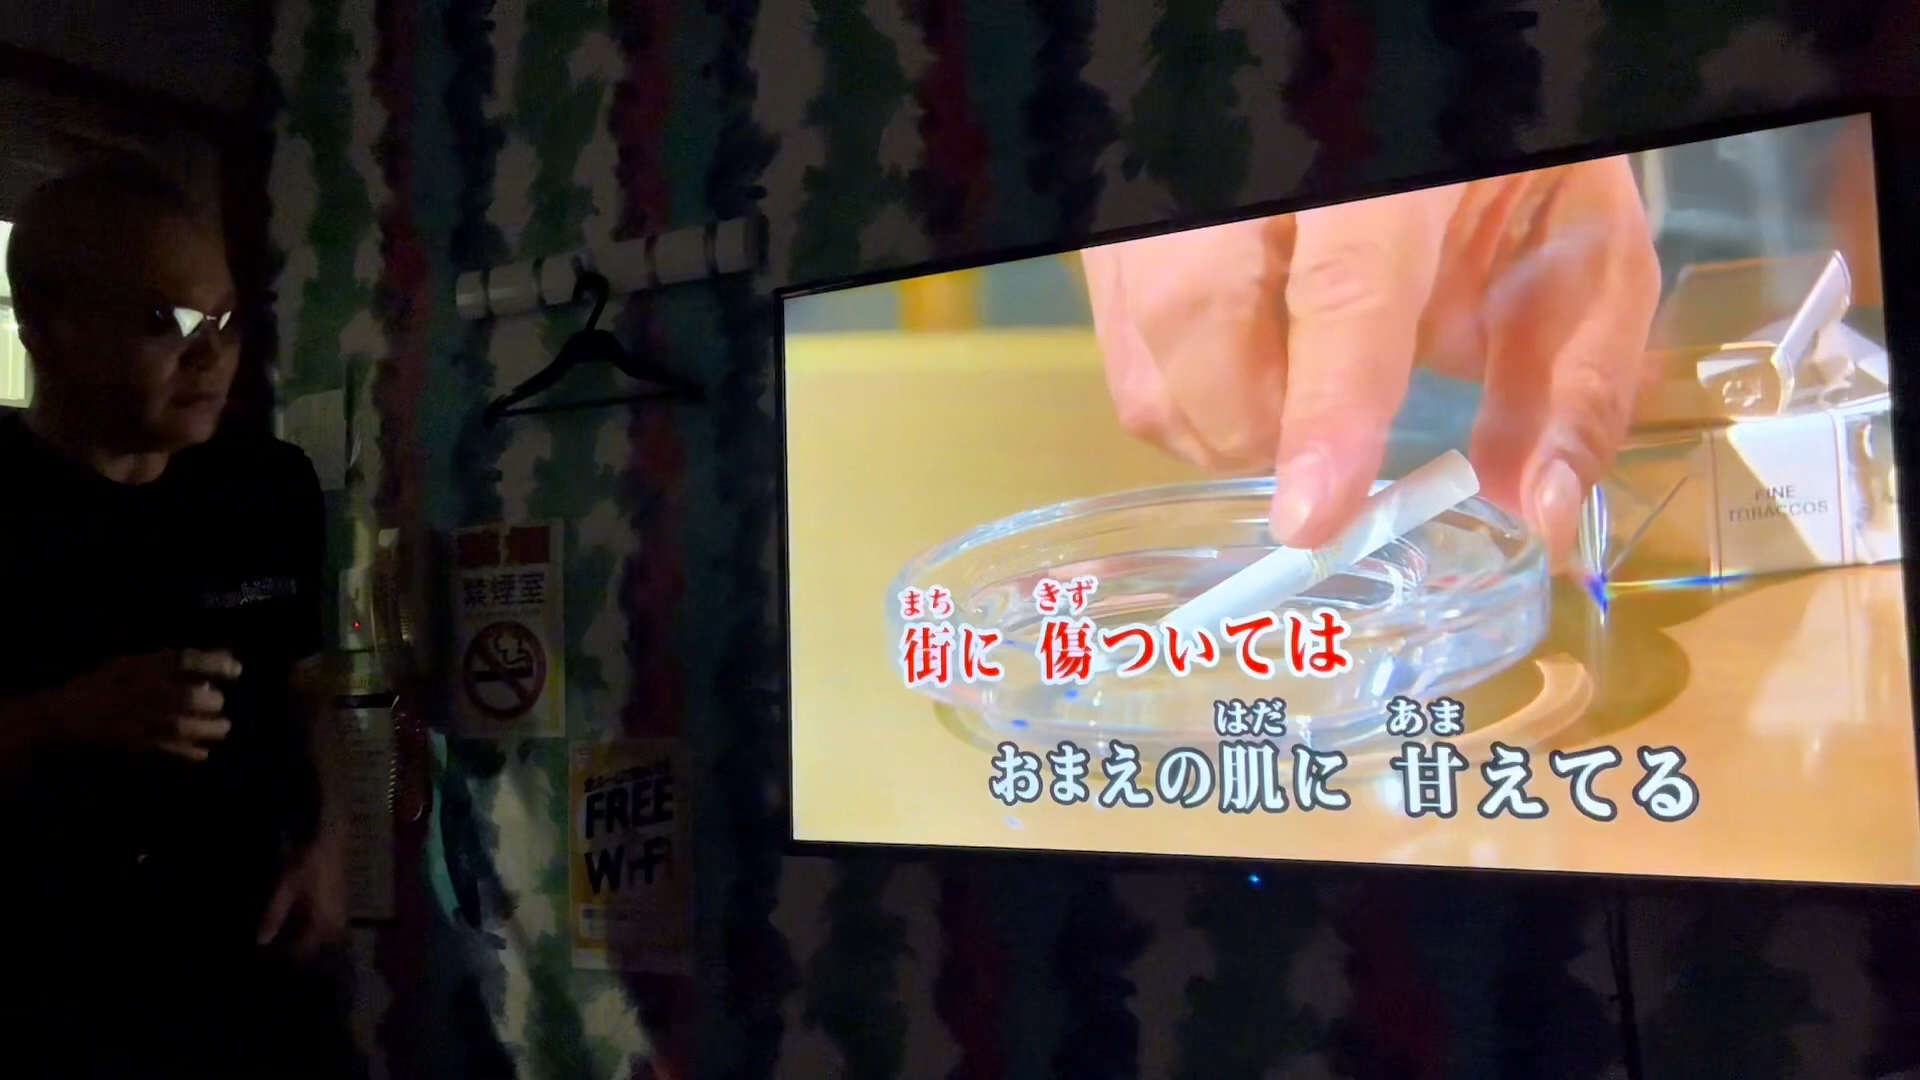 禁煙室
FREE
Wi-Fi
FINE
TOBACCOS
まち きず
街に 傷ついては
はだ あま
おまえの肌に 甘えてる